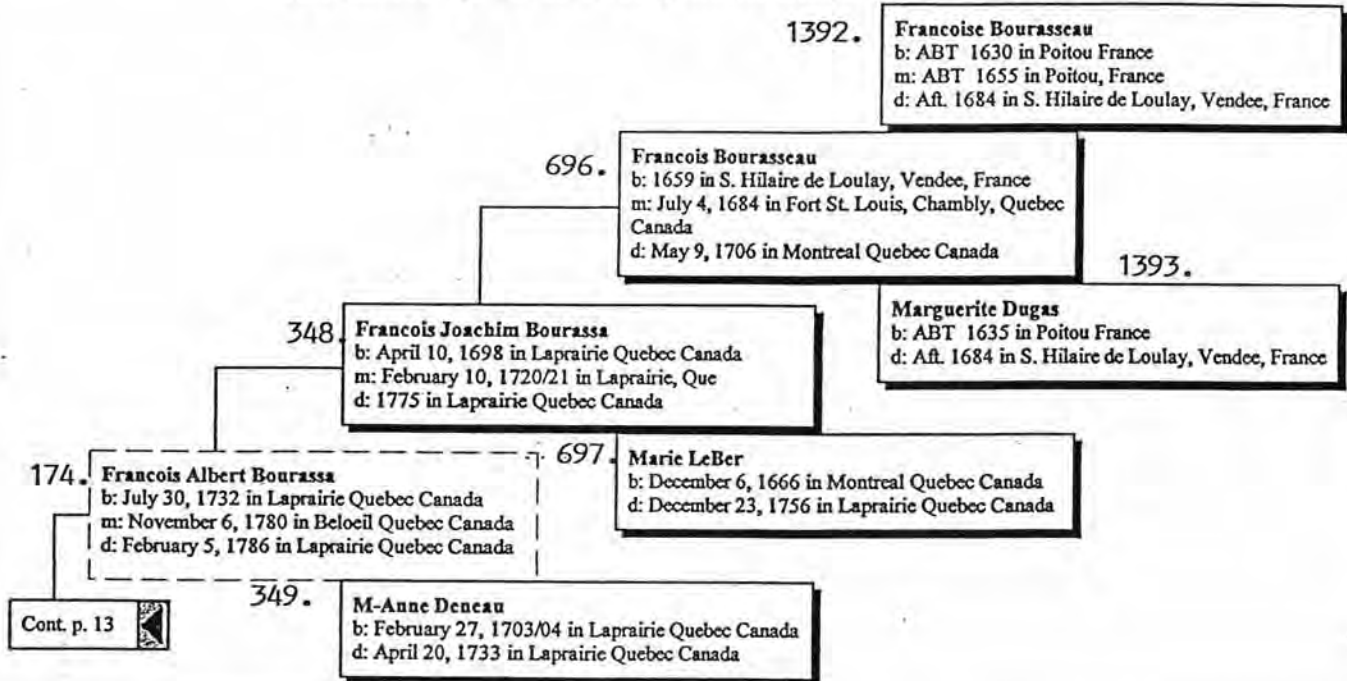 1392.
Francoise Bourasseau
b: ABT 1630 in Poitou France
m: ABT 1655 in Poitou, France
d: Aft. 1684 in S. Hilaire de Loulay, Vendee, France
696.
Francois Bourasseau
b: 1659 in S. Hilaire de Loulay, Vendee, France
m: July 4, 1684 in Fort St. Louis, Chambly, Quebec
Canada
d: May 9, 1706 in Montreal Quebec Canada
1393.
Marguerite Dugas
b: ABT 1635 in Poitou France
d: Aft. 1684 in S. Hilaire de Loulay, Vendee, France
348.
Francois Joachim Bourassa
b: April 10, 1698 in Laprairie Quebec Canada
m: February 10, 1720/21 in Laprairie, Que
d: 1775 in Laprairie Quebec Canada
697.
Marie LeBer
b: December 6, 1666 in Montreal Quebec Canada
d: December 23, 1756 in Laprairie Quebec Canada
174.
Francois Albert Bourassa
b: July 30, 1732 in Laprairie Quebec Canada
m: November 6, 1780 in Beloeil Quebec Canada
d: February 5, 1786 in Laprairie Quebec Canada
349.
M-Anne Deneau
b: February 27, 1703/04 in Laprairie Quebec Canada
d: April 20, 1733 in Laprairie Quebec Canada
Cont. p. 13